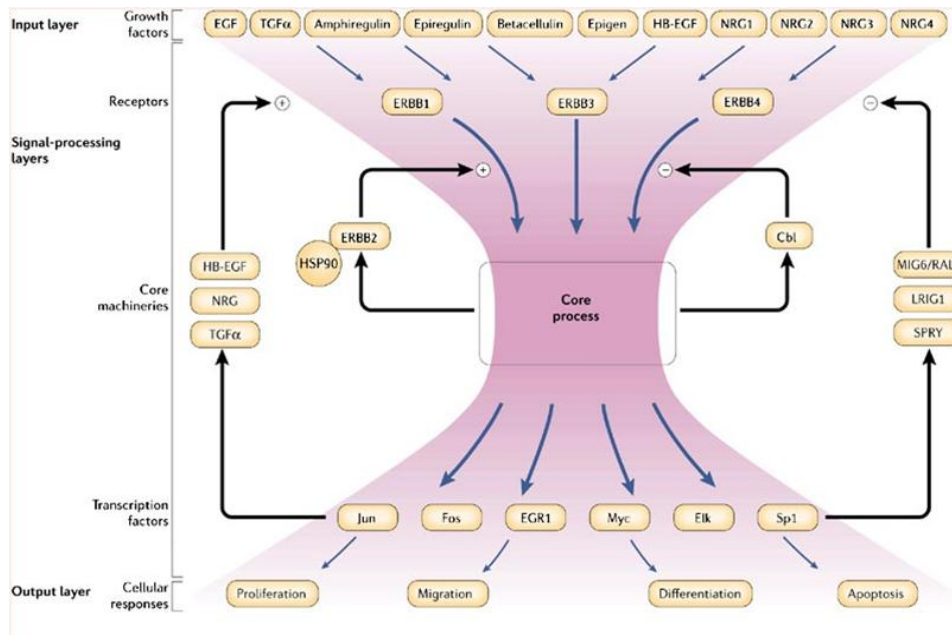 Input layer
Growth
factors
EGF
TGFα
Amphiregulin
Epiregulin
Betacellulin
Epigen
HB-EGF
NRG1
NRG2
NRG3
NRG4
Receptors
ERBB1
ERBB3
ERBB4
+
−
Signal-processing
layers
+
−
ERBB2
HSP90
Cbl
HB-EGF
NRG
TGFα
Core
machineries
Core
process
MIG6/RAL
LRIG1
SPRY
Transcription
factors
Jun
Fos
EGR1
Myc
Elk
Sp1
Output layer
Cellular
responses
Proliferation
Migration
Differentiation
Apoptosis